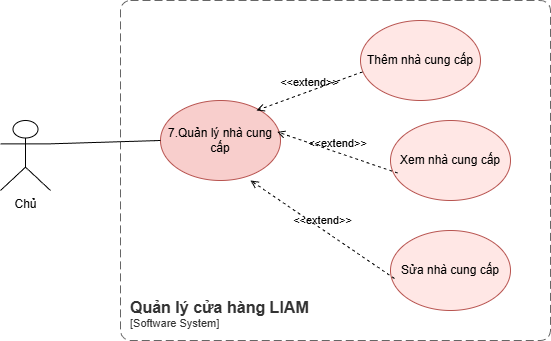 Thêm nhà cung cấp
<<extend>>
7.Quản lý nhà cung
cấp
<<extend>>
Xem nhà cung cấp
Chủ
<<extend>>
Sửa nhà cung cấp
Quản lý cửa hàng LIAM
[Software System]